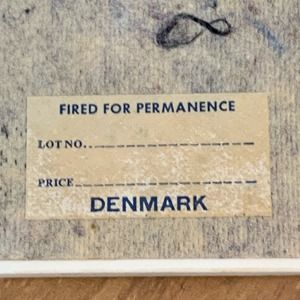 FIRED FOR PERMANENCE
LOT NO.
PRICE
DENMARK